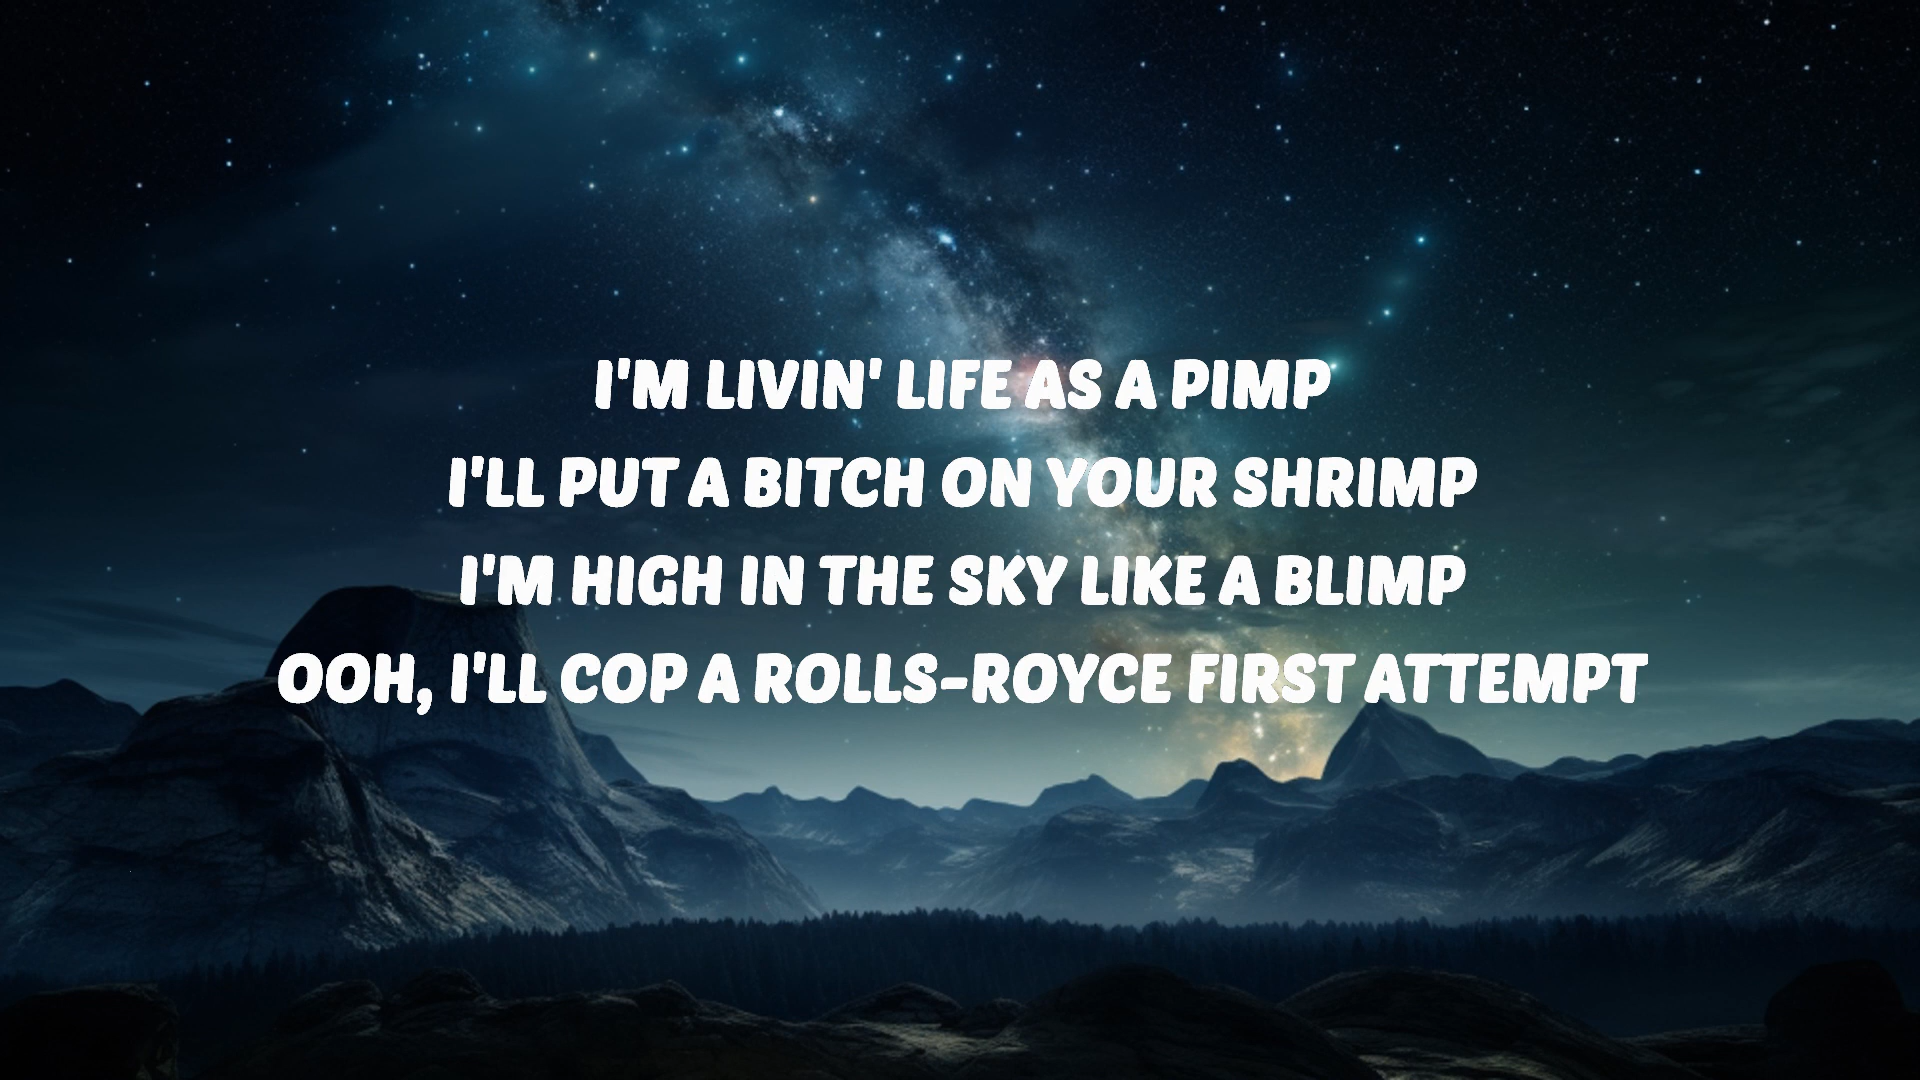 I'M LIVIN' LIFE AS A PIMP
I'LL PUT A BITCH ON YOUR SHRIMP
I'M HIGH IN THE SKY LIKE A BLIMP
OOH, I'LL COP A ROLLS-ROYCE FIRST ATTEMPT